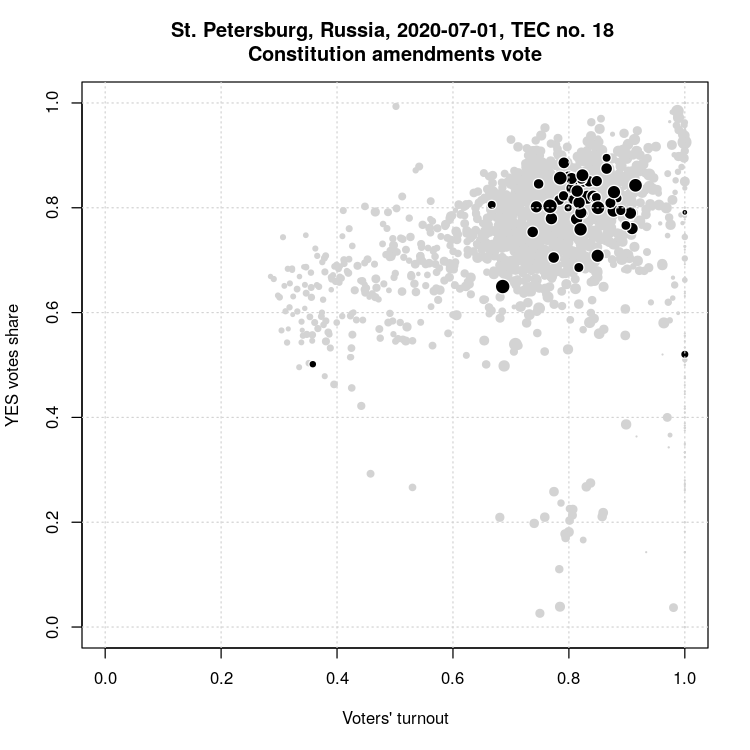 St. Petersburg, Russia, 2020-07-01, TEC no. 18
Constitution amendments vote
YES votes share
1.0
0.8
0.6
0.4
0.2
0.0
0.0 0.2 0.4 0.6 0.8 1.0
Voters' turnout